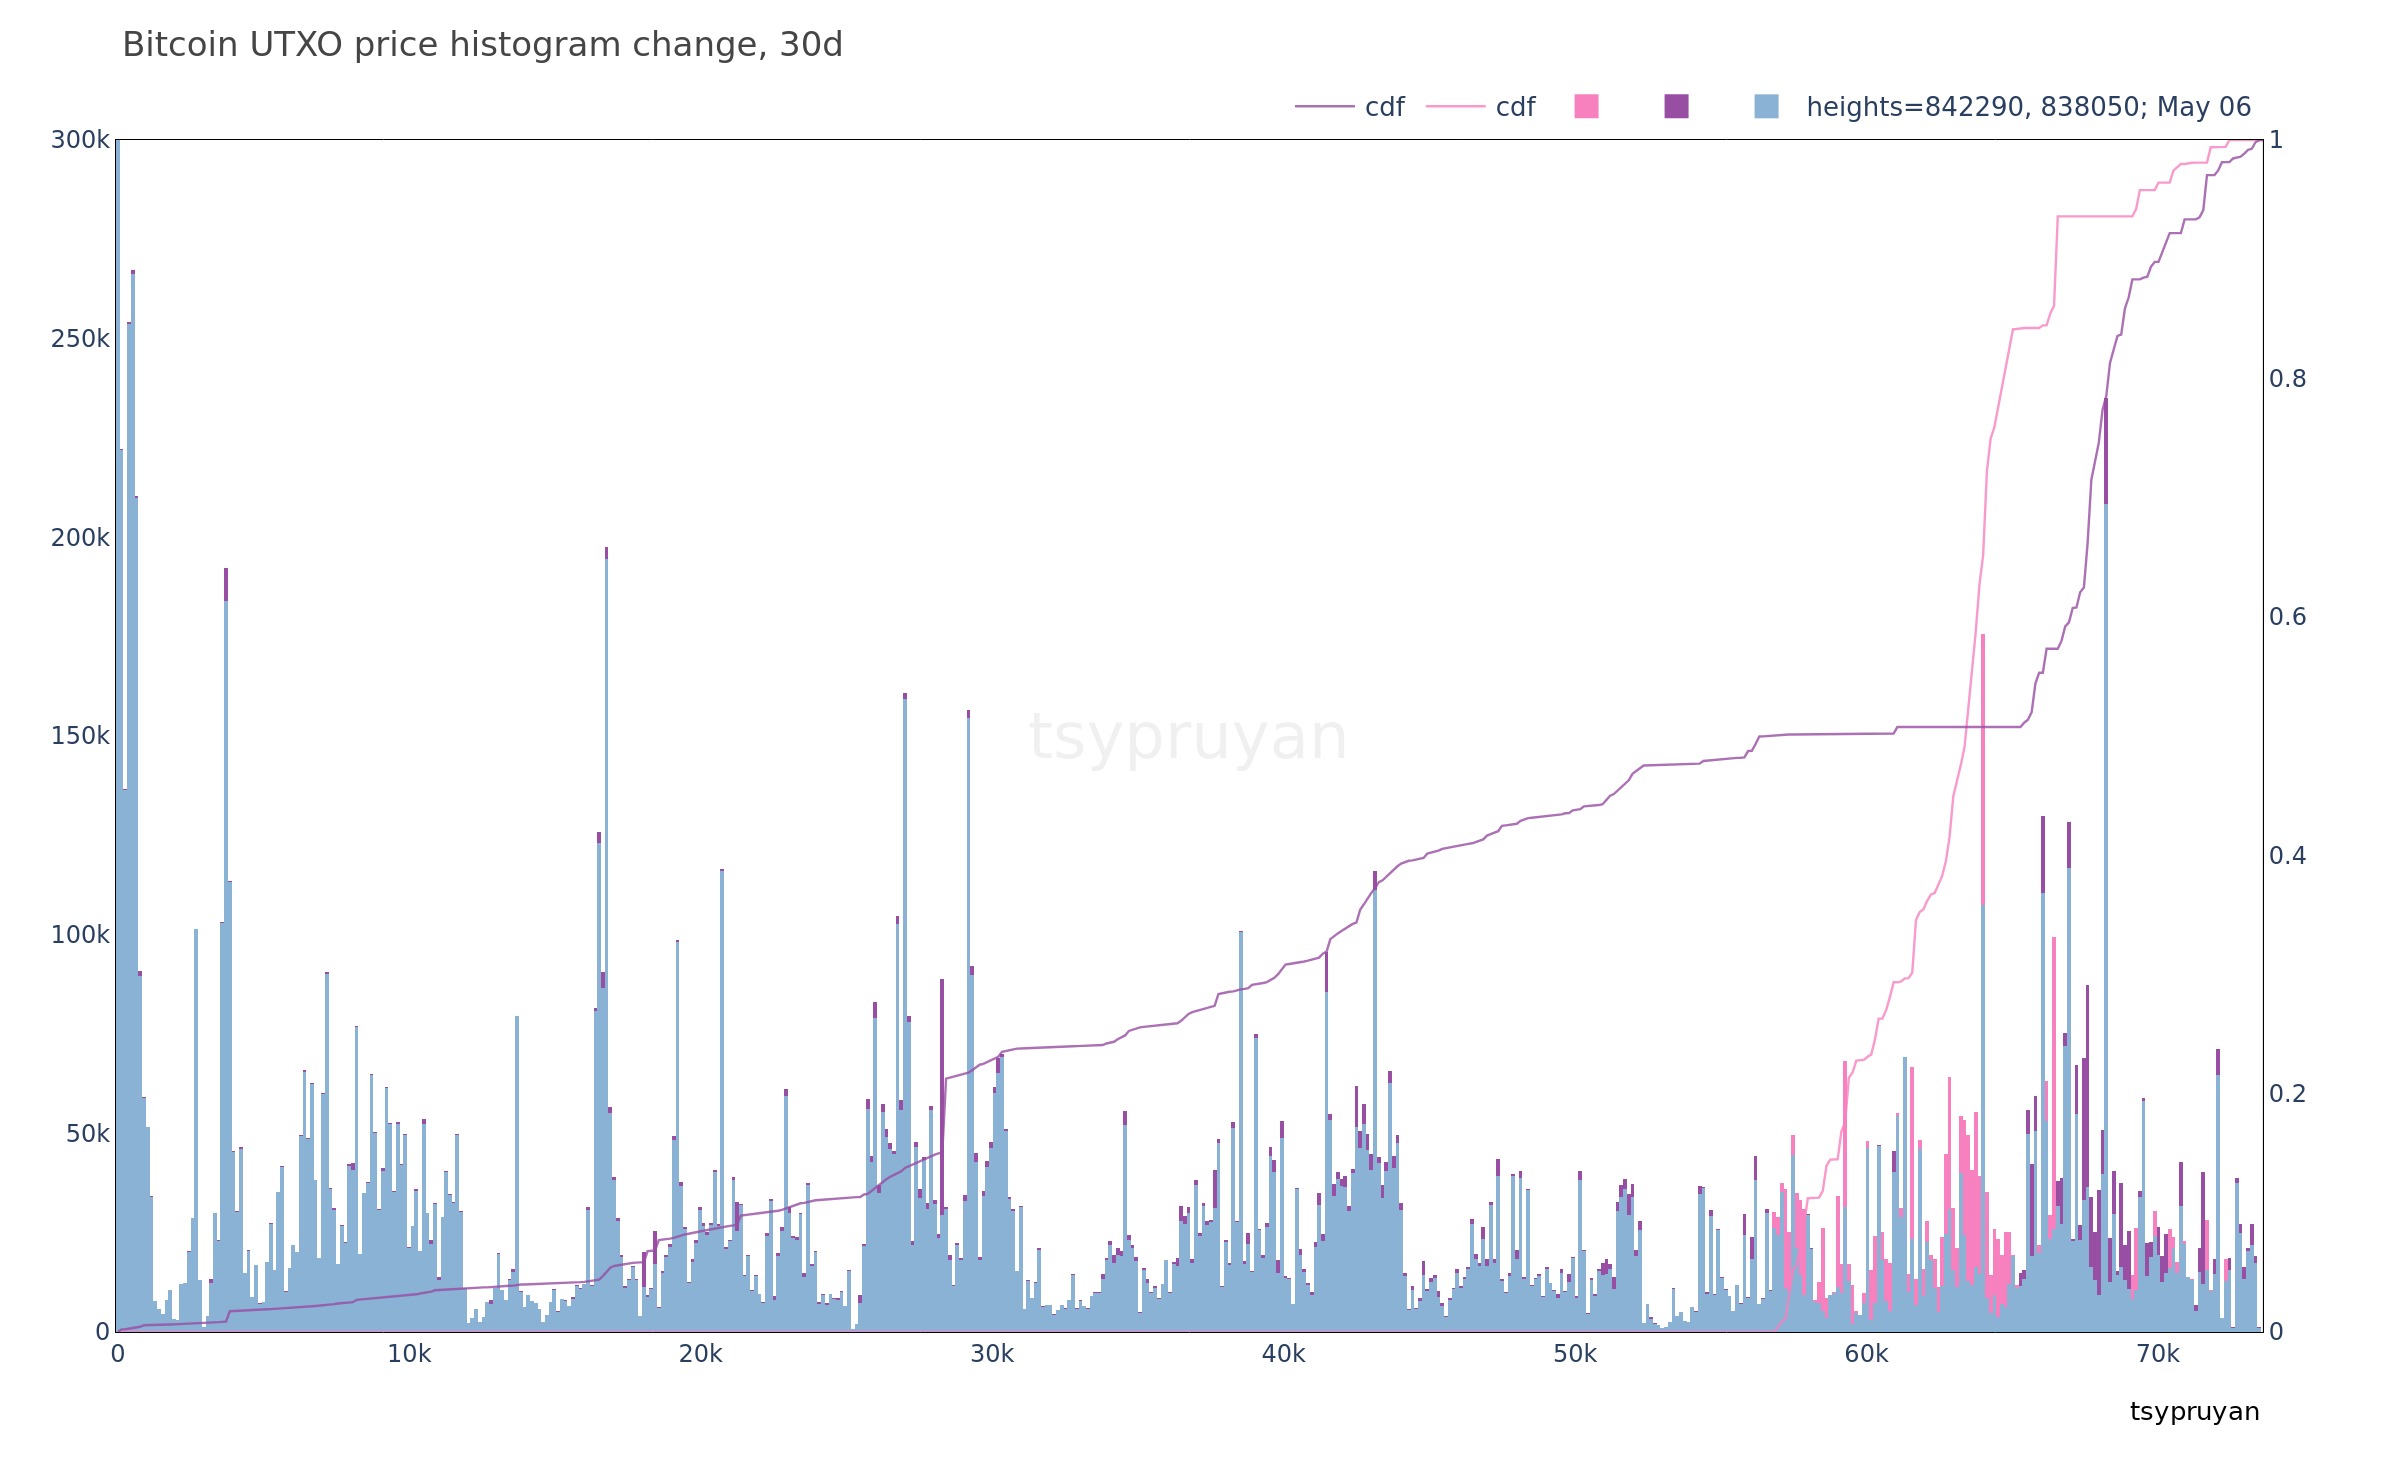 Bitcoin UTXO price histogram change, 30d
cdf cdf heights=842290, 838050; May 06
300k 1
250k
0.8
200k
0.6
150k
tsypruyan
0.4
100k
0.2
50k
0 0
0 10k 20k 30k 40k 50k 60k 70k
tsypruyan